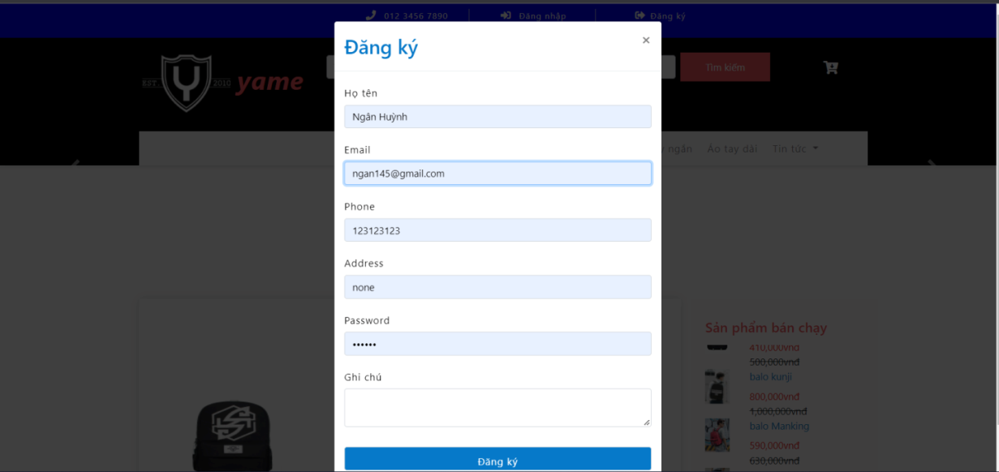 012 3456 7890 Đăng nhập Đăng ký
Đăng ký ×
EST. 2010 yame Tìm kiếm
Họ tên
Ngân Huỳnh
Email
y ngắn Áo tay dài Tin tức
ngan145@gmail.com
Phone
123123123
Address
none
Password
••••••
Ghi chú
Đăng ký
Sản phẩm bán chạy
410,000vnđ
500,000vnđ
balo kunji
800,000vnđ
1,000,000vnđ
balo Manking
590,000vnđ
630,000vnđ